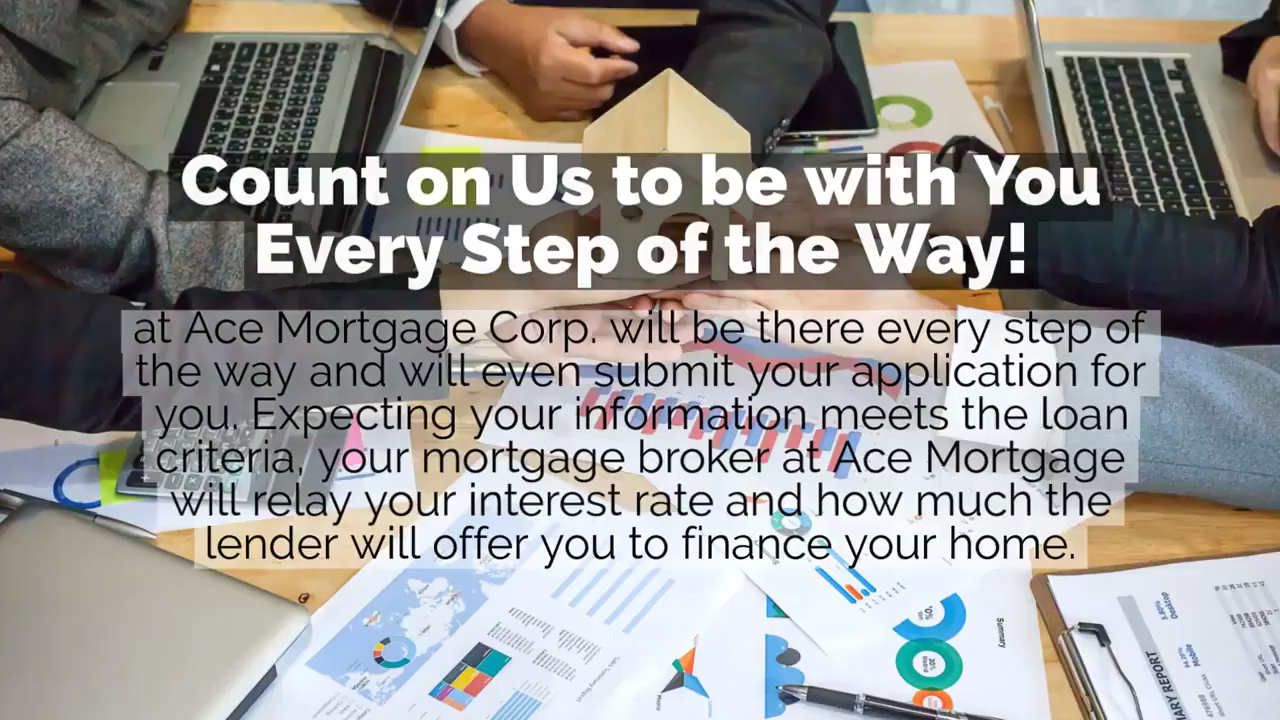 Count on Us to be with You
Every Step of the Way!
at Ace Mortgage Corp. will be there every step of
the way and will even submit your application for
you. Expecting your information meets the loan
criteria, your mortgage broker at Ace Mortgage
will relay your interest rate and how much the
lender will offer you to finance your home.
Summary